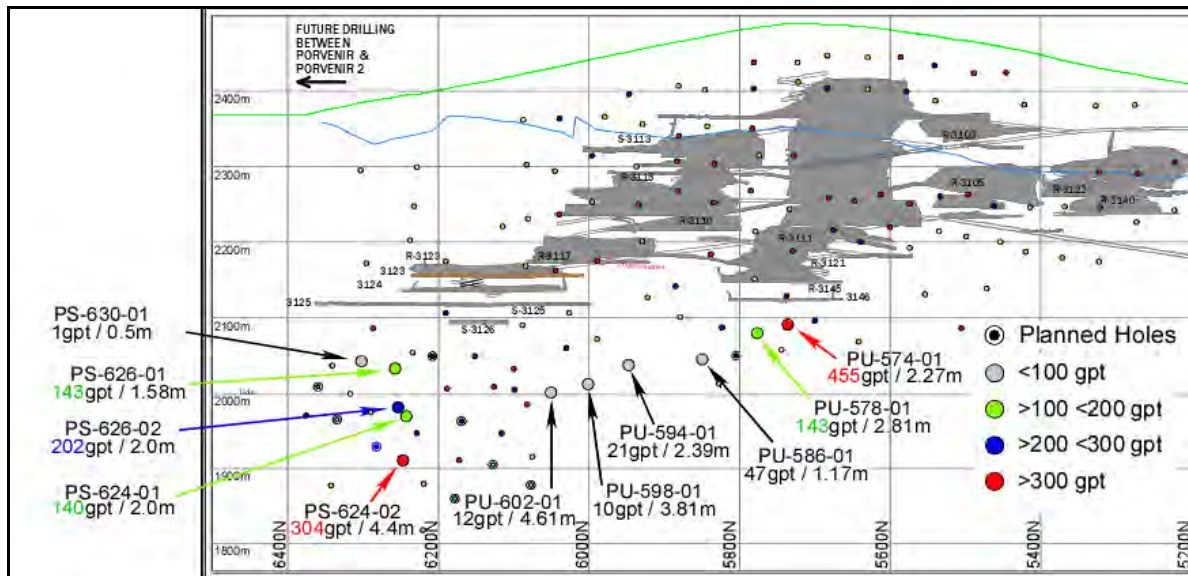 FUTURE DRILLING
BETWEEN
PORVENIR &
PORVENIR 2
2400m
2300m
2200m
2100m
1900m
1800m
S-3113
R-3103
R-3115
R-3105
R-3123
R-3140
R-3130
R-3123
R-3117
R-3111
R-3121
3123
3124
3125
S-3125
S-3126
R-3145
3146
PS-630-01
1gpt / 0.5m
PS-626-01
143gpt / 1.58m
PS-626-02
202gpt / 2.0m
PS-624-01
140gpt / 2.0m
PS-624-02
304gpt / 4.4m
PU-602-01
12gpt / 4.61m
PU-598-01
10gpt / 3.81m
PU-594-01
21gpt / 2.39m
PU-586-01
47gpt / 1.17m
PU-578-01
143gpt / 2.81m
PU-574-01
455gpt / 2.27m
Planned Holes
<100 gpt
>100 <200 gpt
>200 <300 gpt
>300 gpt
6400N
6200N
6000N
5800N
5600N
5400N
5200